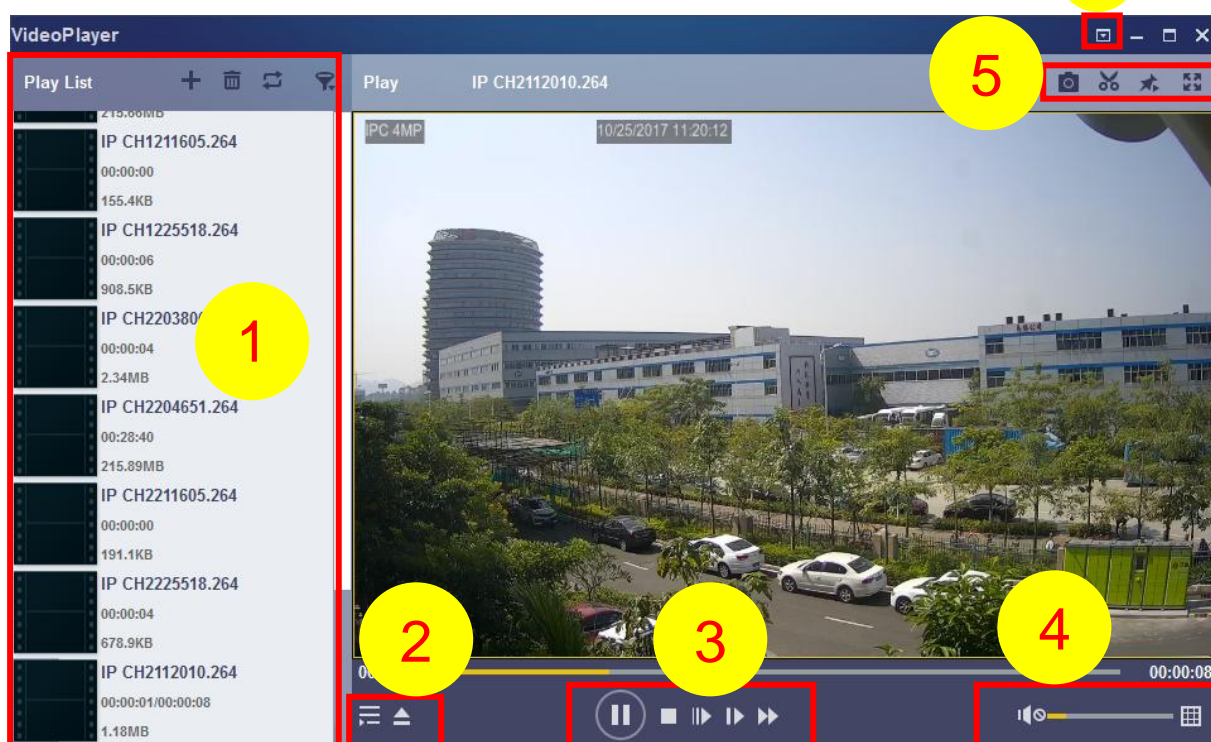 VideoPlayer
Play List
Play IP CH2112010.264
5
215.66MB
IP CH1211605.264
00:00:00
155.4KB
IP CH1225518.264
00:00:06
908.5KB
IP CH220380
00:00:04
2.34MB
IP CH2204651.264
00:28:40
215.89MB
IP CH2211605.264
00:00:00
191.1KB
IP CH2225518.264
00:00:04
678.9KB
IP CH2112010.264
00:00:01/00:00:08
1.18MB
1
IPC 4MP
10/25/2017 11:20:12
2
3
4
00:00:08